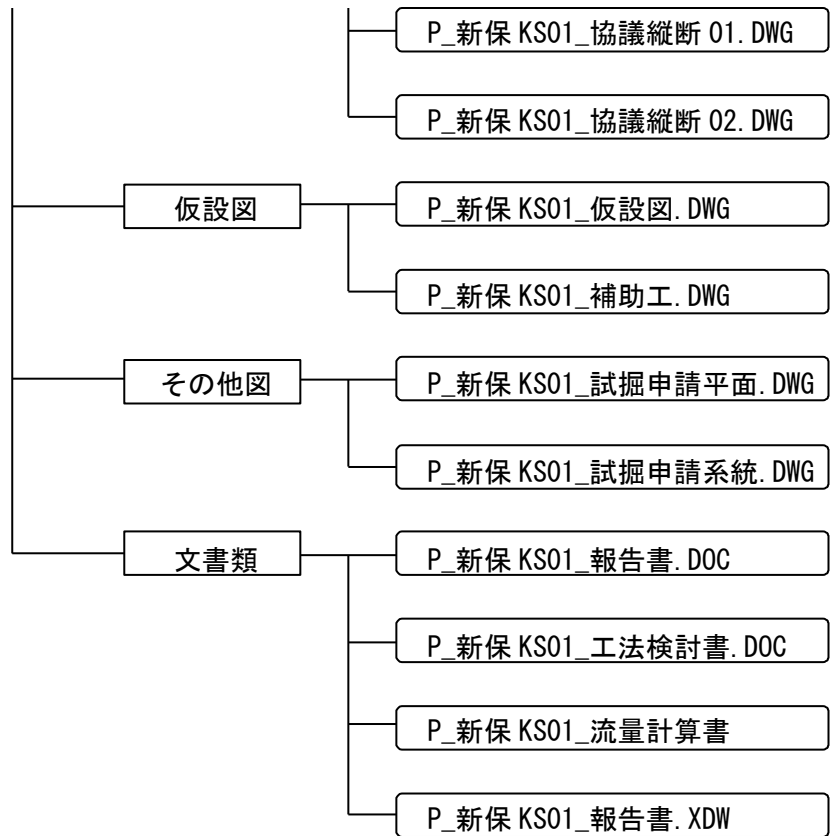 P_新保 KS01_協議縦断 01.DWG
P_新保 KS01_協議縦断 02.DWG
仮設図
P_新保 KS01_仮設図.DWG
P_新保 KS01_補助工.DWG
その他図
P_新保 KS01_試掘申請平面.DWG
P_新保 KS01_試掘申請系統.DWG
文書類
P_新保 KS01_報告書.DOC
P_新保 KS01_工法検討書.DOC
P_新保 KS01_流量計算書
P_新保 KS01_報告書.XDW